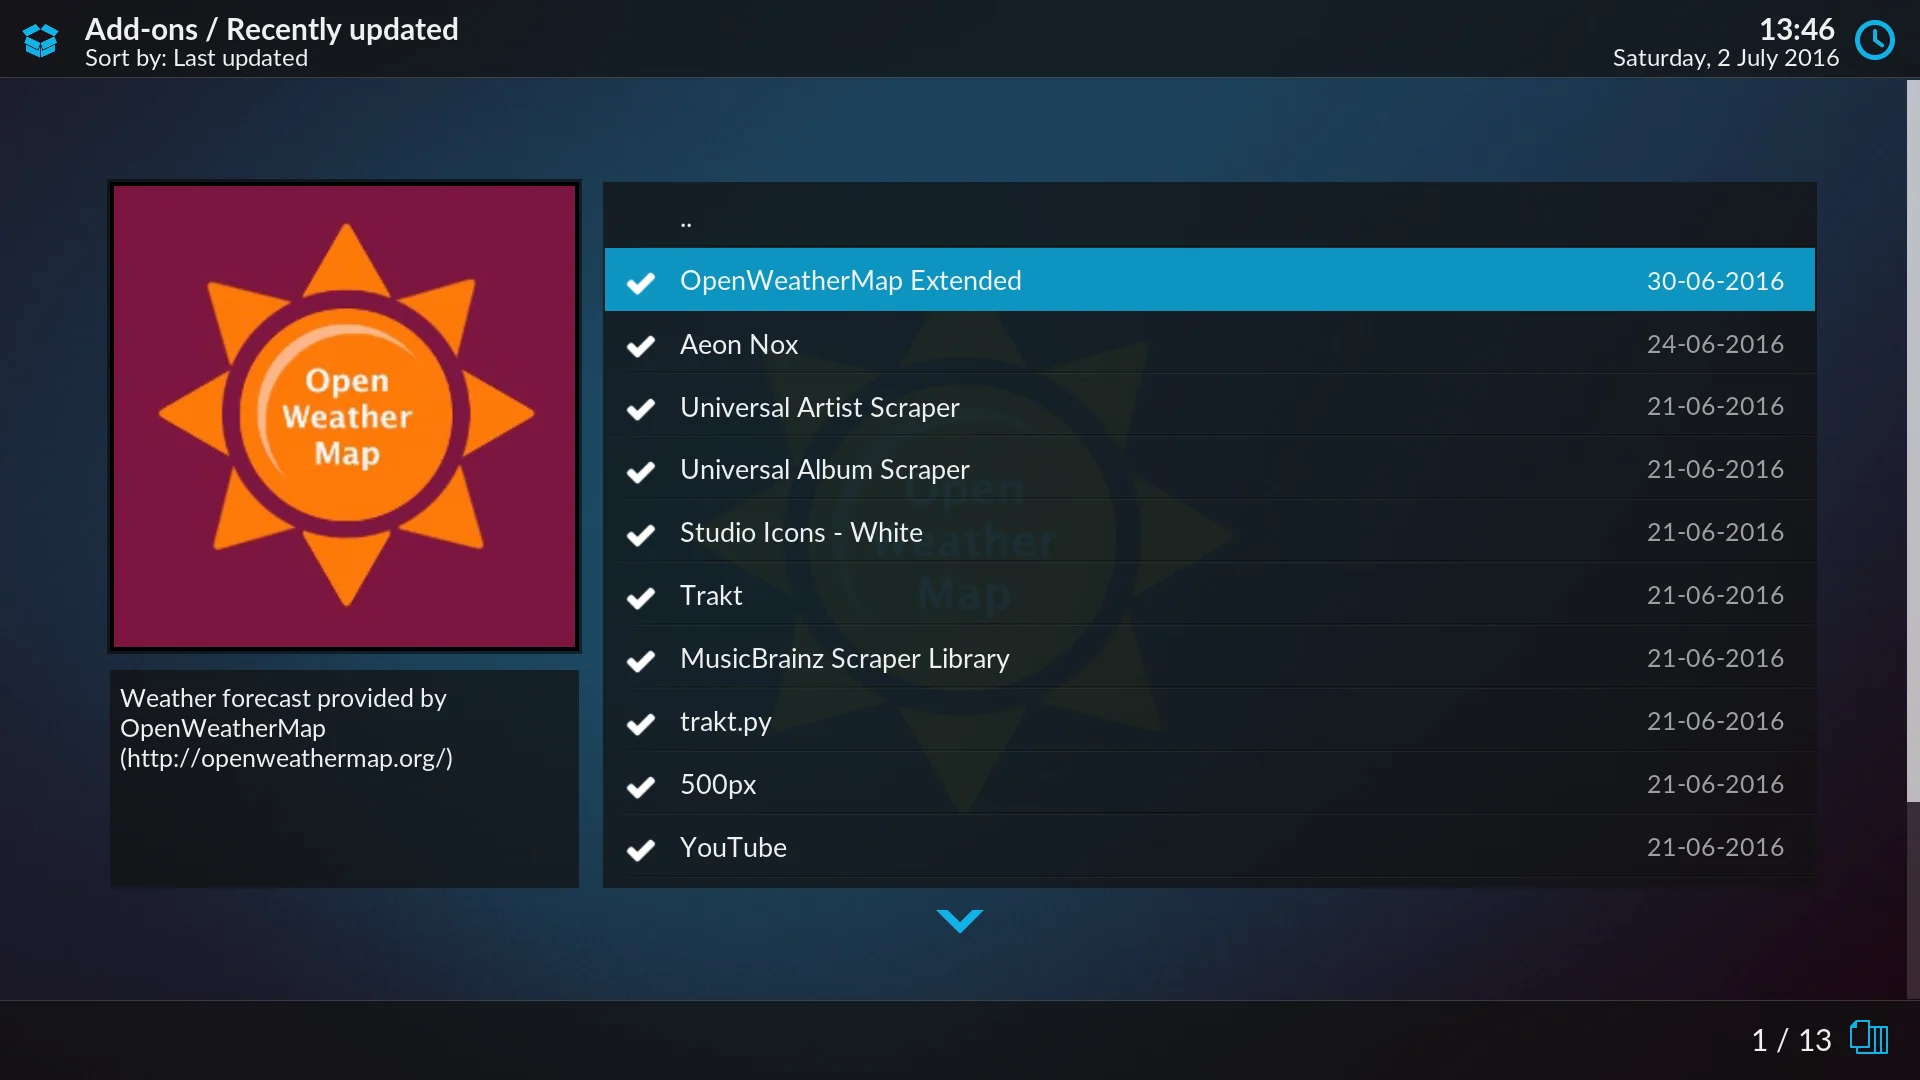 Add-ons / Recently updated
Sort by: Last updated
13:46
Saturday, 2 July 2016
Open
Weather
Map
Weather forecast provided by
OpenWeatherMap
(http://openweathermap.org/)
..
OpenWeatherMap Extended 30-06-2016
Aeon Nox 24-06-2016
Universal Artist Scraper 21-06-2016
Universal Album Scraper 21-06-2016
Studio Icons - White 21-06-2016
Trakt 21-06-2016
MusicBrainz Scraper Library 21-06-2016
trakt.py 21-06-2016
500px 21-06-2016
YouTube 21-06-2016
Open
Weather
Map
1 / 13